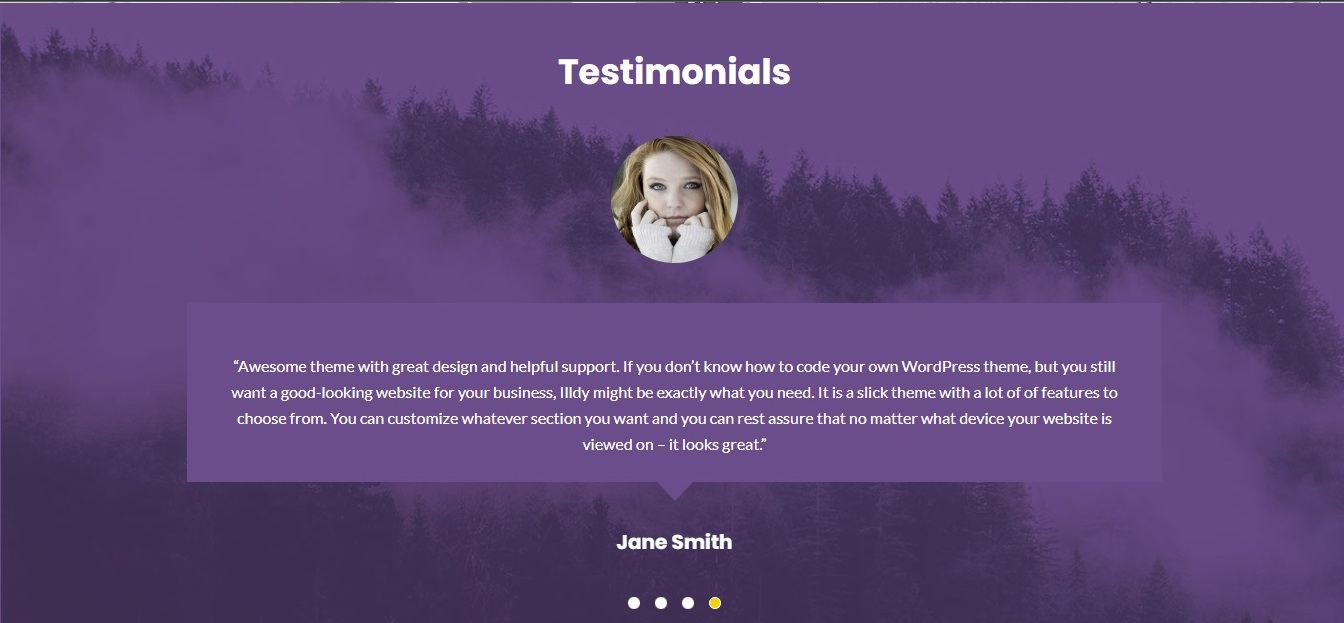 Testimonials
“Awesome theme with great design and helpful support. If you don’t know how to code your own WordPress theme, but you still
want a good-looking website for your business, Illdy might be exactly what you need. It is a slick theme with a lot of of features to
choose from. You can customize whatever section you want and you can rest assure that no matter what device your website is
viewed on – it looks great.”
Jane Smith